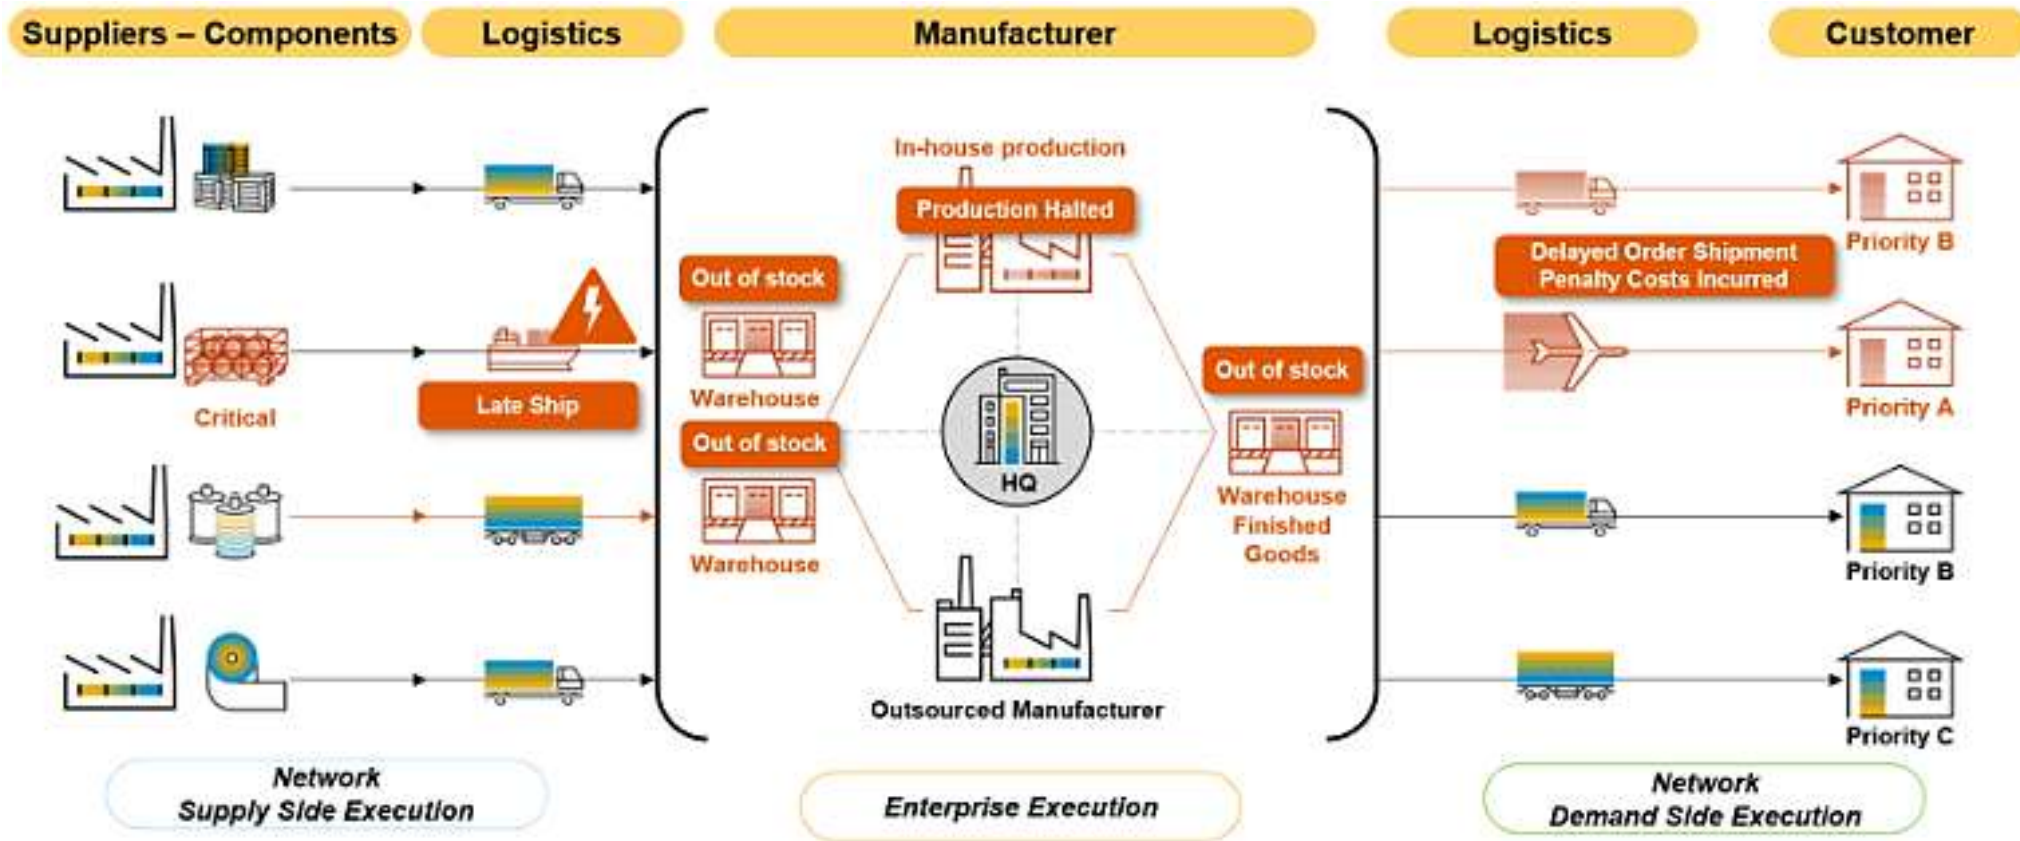 Suppliers – Components
Logistics
Manufacturer
Logistics
Customer
In-house production
Production Halted
Out of stock
Warehouse
Out of stock
Warehouse
Critical
Late Ship
HQ
Out of stock
Warehouse
Finished
Goods
Outsourced Manufacturer
Priority B
Delayed Order Shipment
Penalty Costs Incurred
Priority A
Priority B
Priority C
Network
Supply Side Execution
Enterprise Execution
Network
Demand Side Execution